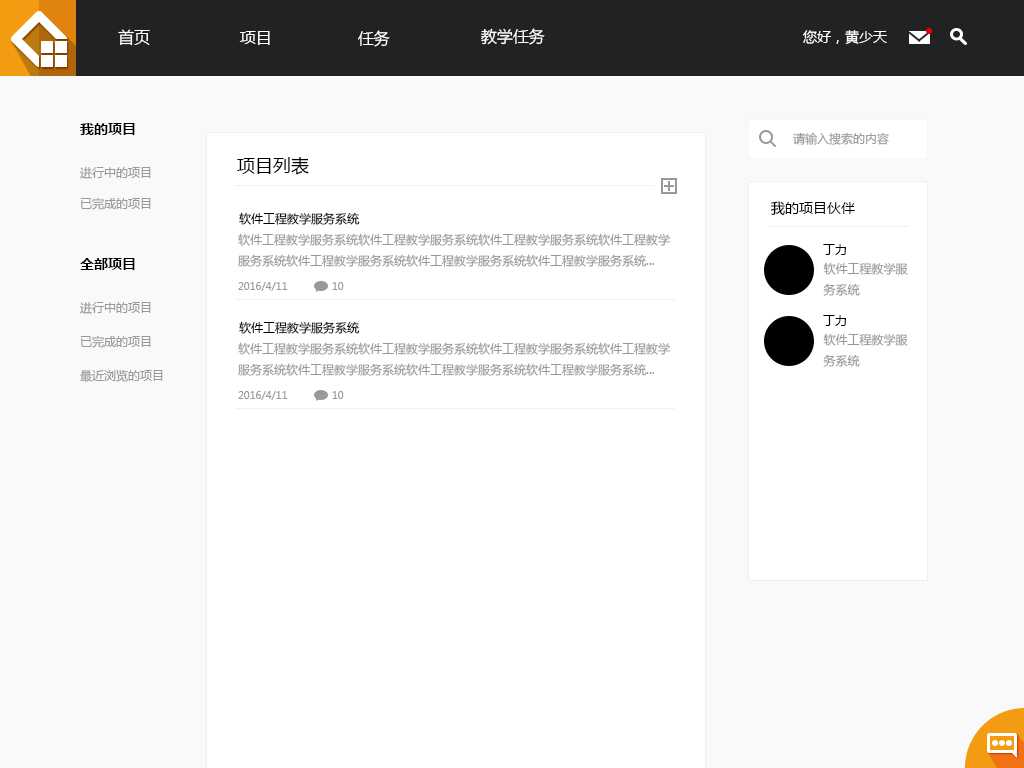 首页
项目
任务
教学任务
您好，黄少天
我的项目
进行中的项目
已完成的项目
全部项目
进行中的项目
已完成的项目
最近浏览的项目
项目列表
软件工程教学服务系统
软件工程教学服务系统软件工程教学服务系统软件工程教学服务系统软件工程教学
服务系统软件工程教学服务系统软件工程教学服务系统软件工程教学服务系统...
2016/4/11 10
软件工程教学服务系统
软件工程教学服务系统软件工程教学服务系统软件工程教学服务系统软件工程教学
服务系统软件工程教学服务系统软件工程教学服务系统软件工程教学服务系统...
2016/4/11 10
请输入搜索的内容
我的项目伙伴
丁力
软件工程教学服
务系统
丁力
软件工程教学服
务系统